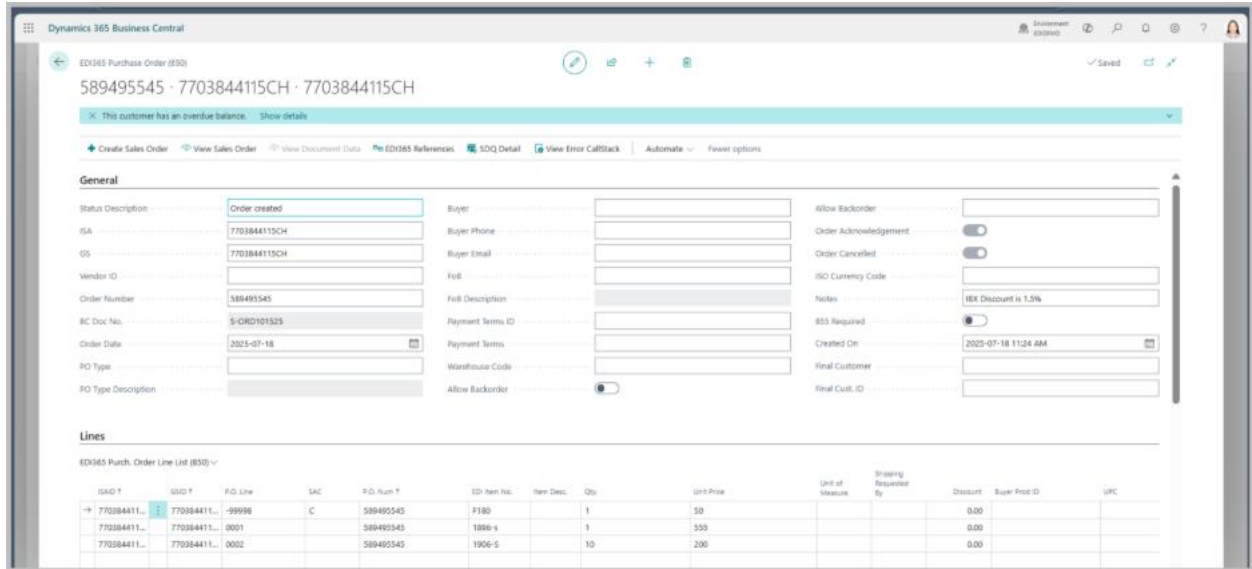 Dynamics 365 Business Central
Environment
EDI365 Purchase Order (850)
Saved
589495545 · 7703844115CH · 7703844115CH
This customer has an overdue balance. Show details
Create Sales Order View Sales Order View Document Data EDI365 References SDQ Detail View Error CallStack Automate Fewer options
General
Status Description Order created Buyer Allow Backorder
ISA 7703844115CH Buyer Phone Order Acknowledgement
GS 7703844115CH Buyer Email Order Cancelled
Vendor ID FoB ISO Currency Code
Order Number 589495545 FoB Description Notes IBX Discount is 1.5%
BC Doc No. S-ORD101525 Payment Terms ID 855 Required
Order Date 2025-07-18 Payment Terms Created On 2025-07-18 11:24 AM
PO Type Warehouse Code Final Customer
PO Type Description Allow Backorder Final Cust. ID
Lines
EDI365 Purch. Order Line List (850)
ISAID GSID P.O. Line SAC P.O. Num EDI Item No. Item Desc. Qty. Unit Price Unit of Measure Shipping Requested By Discount Buyer Prod ID UPC
770384411... 770384411... -99998 C 589495545 F180 1 50 0.00
770384411... 770384411... 0001 589495545 1896-s 1 555 0.00
770384411... 770384411... 0002 589495545 1906-S 10 200 0.00